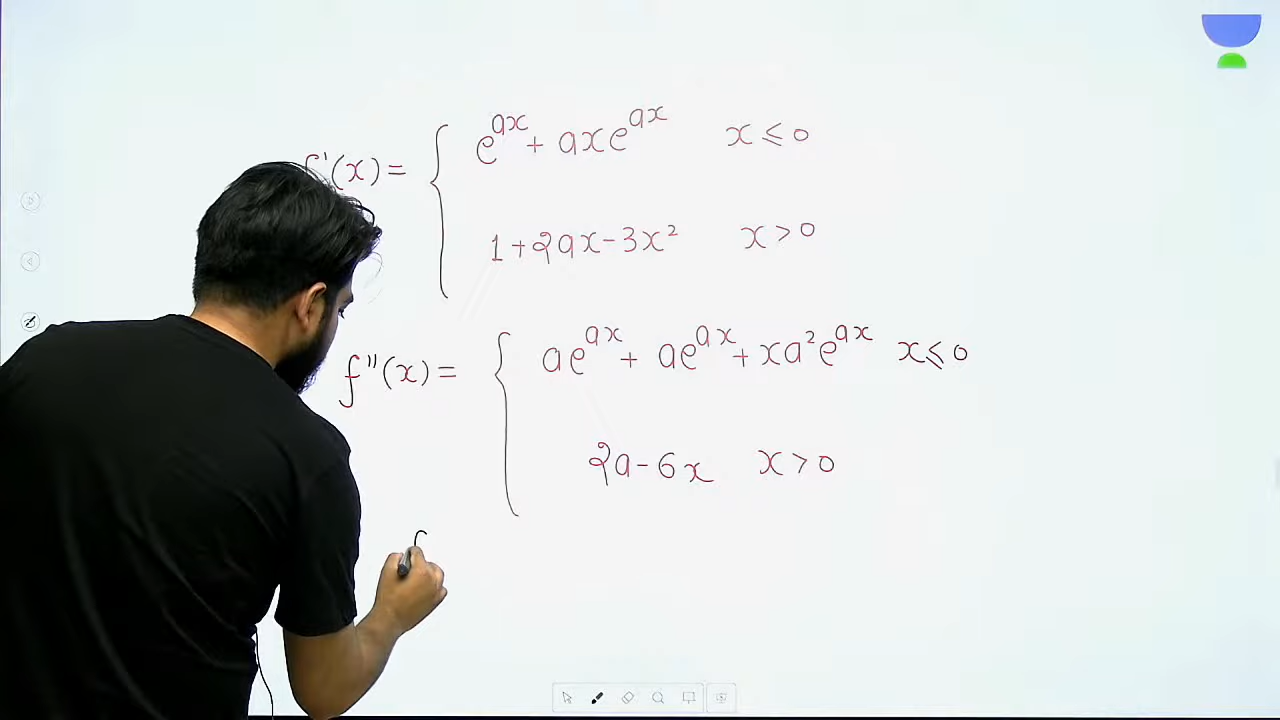 f'(x) = { e^{ax} + axe^{ax} x ⩽ 0
1 + 2ax - 3x² x > 0
f''(x) = { ae^{ax} + ae^{ax} + xa²e^{ax} x ⩽ 0
2a - 6x x > 0